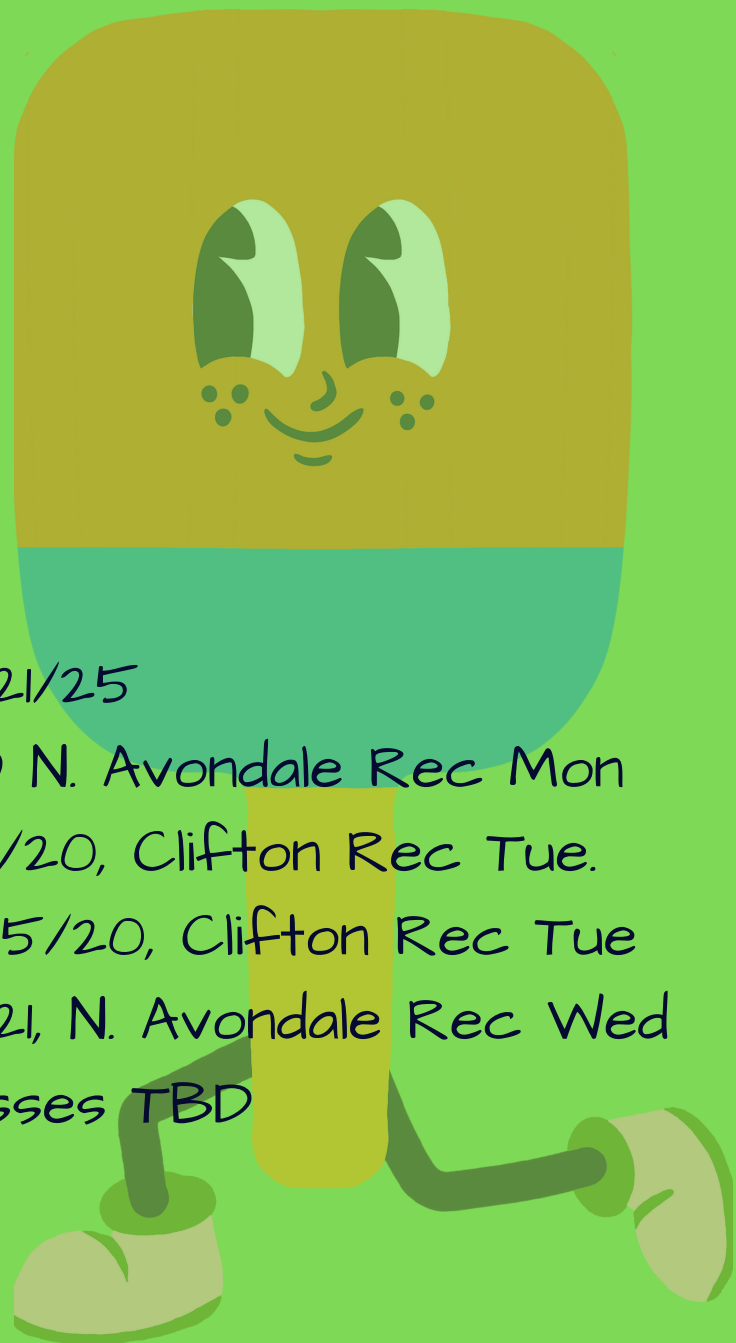 21/25
N. Avondale Rec Mon
/20, Clifton Rec Tue.
5/20, Clifton Rec Tue
21, N. Avondale Rec Wed
sses TBD